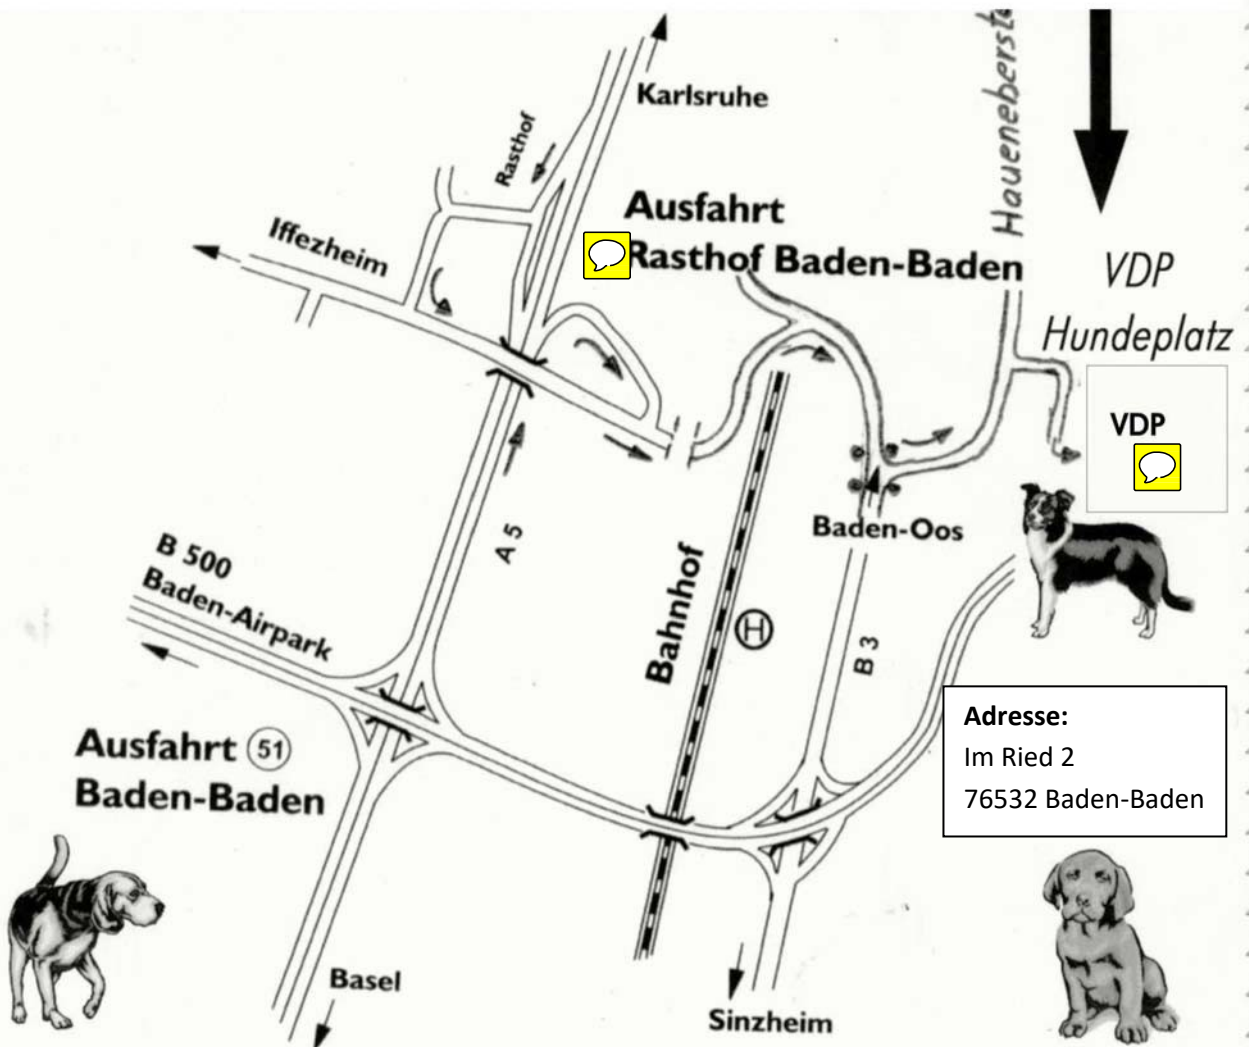 Karlsruhe
Rasthof
Ausfahrt
Rasthof Baden-Baden
Iffezheim
VDP
Hundeplatz
VDP
A 5
Baden-Oos
B 500
Baden-Airpark
Bahnhof
H
B 3
Ausfahrt 51
Baden-Baden
Adresse:
Im Ried 2
76532 Baden-Baden
Basel
Sinzheim